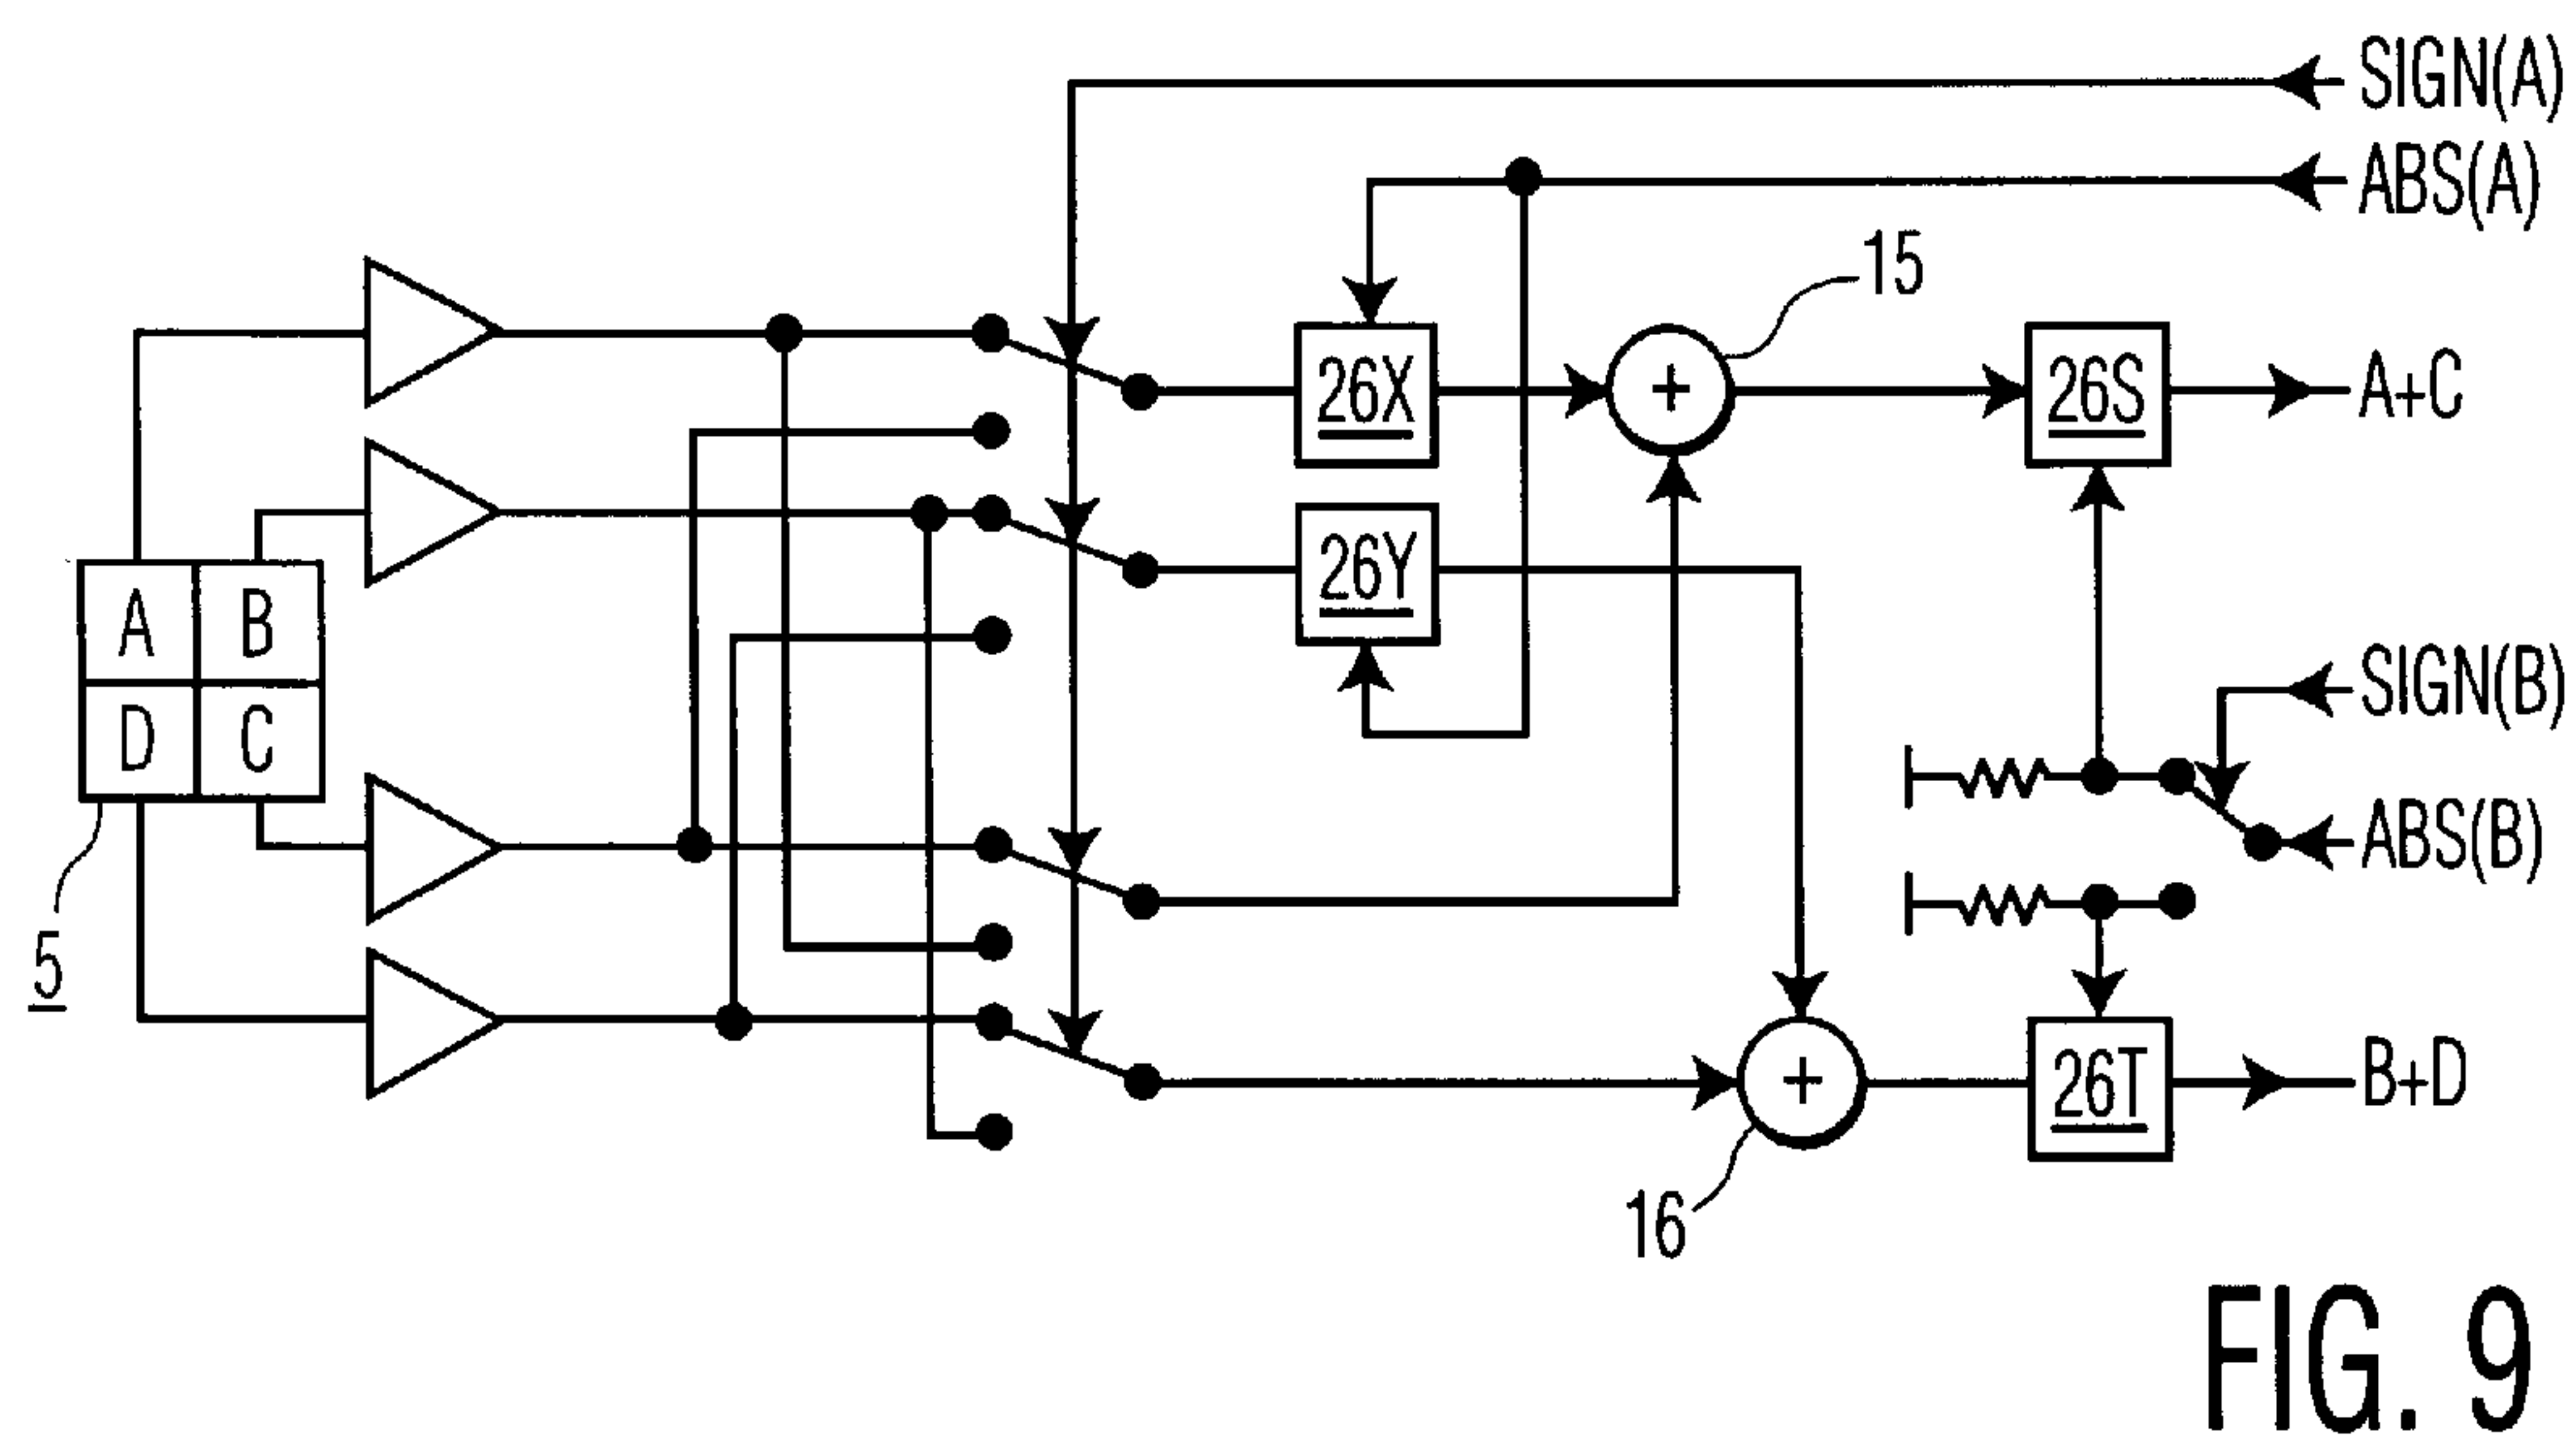 SIGN(A)
ABS(A)
15
26X
+
26S
A+C
26Y
A B
D C
SIGN(B)
ABS(B)
5
+
26T
B+D
16
FIG. 9